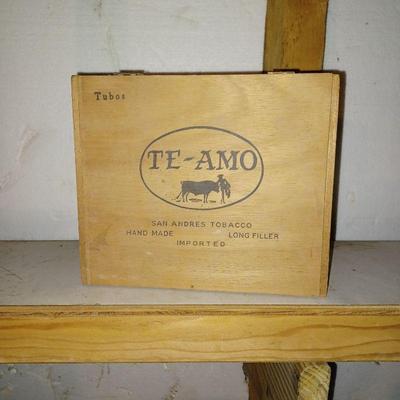 Tubos
TE-AMO
SAN ANDRES TOBACCO
HAND MADE LONG FILLER
IMPORTED